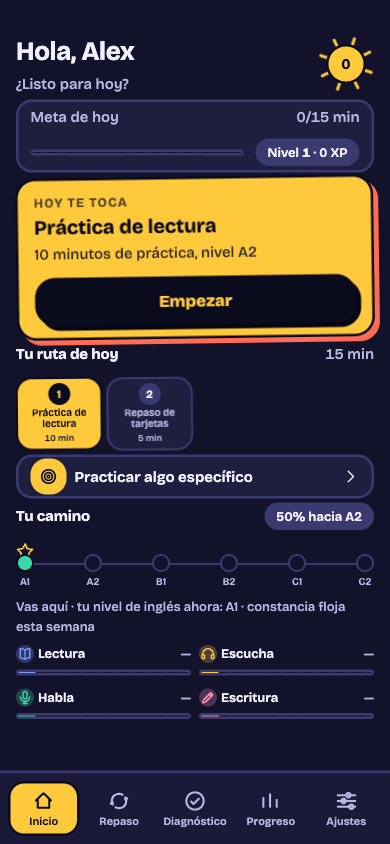 Hola, Alex
0
¿Listo para hoy?
Meta de hoy
0/15 min
Nivel 1 · 0 XP
HOY TE TOCA
Práctica de lectura
10 minutos de práctica, nivel A2
Empezar
Tu ruta de hoy
15 min
1
Práctica de
lectura
10 min
2
Repaso de
tarjetas
5 min
Practicar algo específico
Tu camino
50% hacia A2
A1
A2
B1
B2
C1
C2
Vas aquí · tu nivel de inglés ahora: A1 · constancia floja
esta semana
Lectura
–
Escucha
–
Habla
–
Escritura
–
Inicio
Repaso
Diagnóstico
Progreso
Ajustes